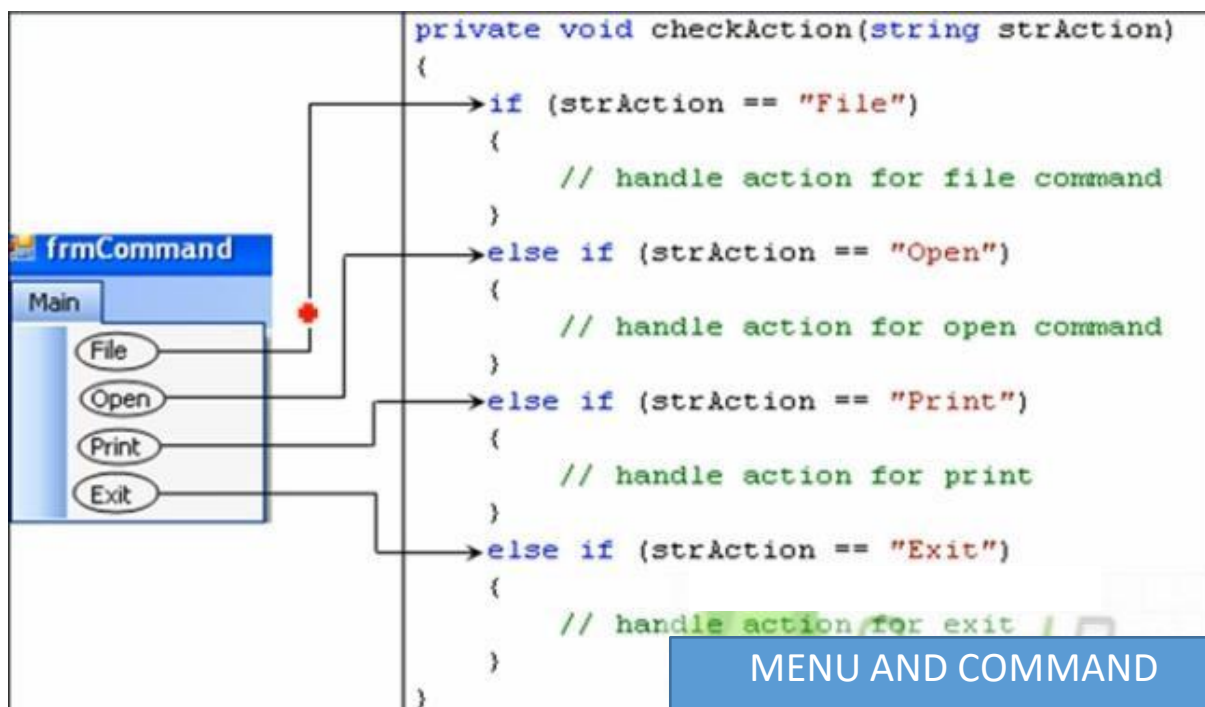 private void checkAction(string strAction)
{
if (strAction == "File")
{
// handle action for file command
}
else if (strAction == "Open")
{
// handle action for open command
}
else if (strAction == "Print")
{
// handle action for print
}
else if (strAction == "Exit")
{
// handle action for exit
}
}
frmCommand
Main
File
Open
Print
Exit
MENU AND COMMAND